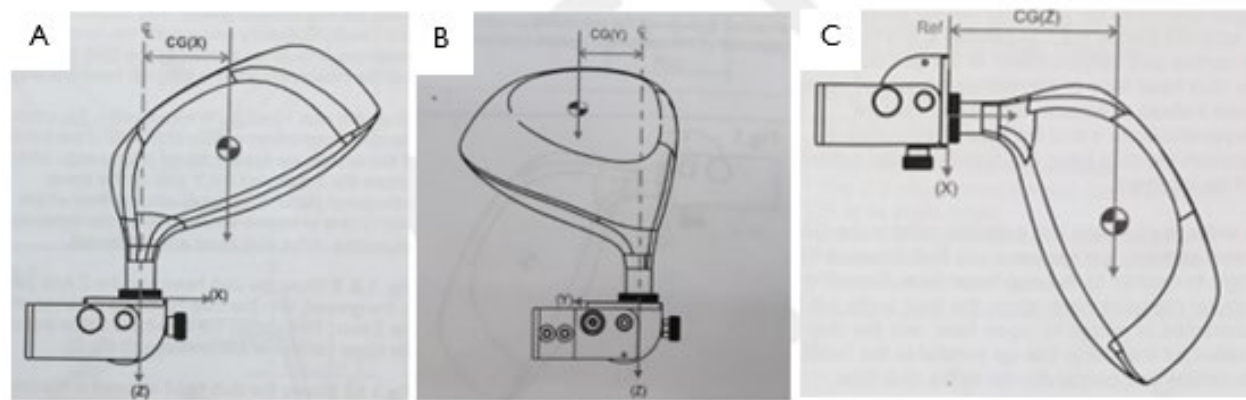 A
℄
CG(X)
(X)
(Z)
B
CG(Y)
℄
(Y)
(Z)
C
Ref
CG(Z)
(X)